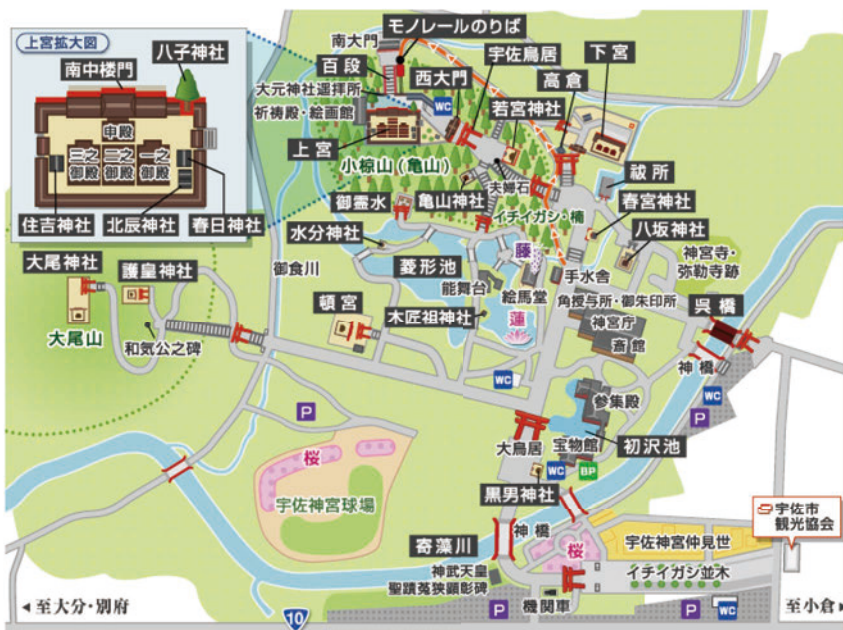 上宮拡大図
八子神社
南中楼門
申殿
三之
御殿
二之
御殿
一之
御殿
住吉神社
北辰神社
春日神社
モノレールのりば
南大門
百段
西大門
宇佐鳥居
高倉
下宮
大元神社遥拝所
祈祷殿・絵画館
WC
若宮神社
上宮
小椋山(亀山)
夫婦石
祓所
御霊水
亀山神社
イチイガシ・楠
春宮神社
水分神社
八坂神社
大尾神社
護皇神社
御食川
菱形池
藤
神宮寺・
弥勒寺跡
能舞台
絵馬堂
手水舎
頓宮
木匠祖神社
角授与所・御朱印所
呉橋
大尾山
和気公之碑
蓮
神宮庁
斎館
神橋
WC
WC
P
P
参集殿
大鳥居
宝物館
初沢池
桜
WC
BP
黒男神社
宇佐神宮球場
宇佐市
観光協会
寄藻川
神橋
桜
宇佐神宮仲見世
神武天皇
聖蹟菟狭顕彰碑
イチイガシ並木
◀至大分・別府
10
P
機関車
P
WC
至小倉▶